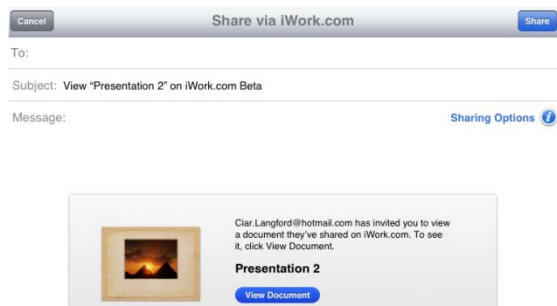 Cancel Share via iWork.com Share
To:
Subject: View “Presentation 2” on iWork.com Beta
Message: Sharing Options i
Ciar.Langford@hotmail.com has invited you to view
a document they've shared on iWork.com. To see
it, click View Document.
Presentation 2
View Document